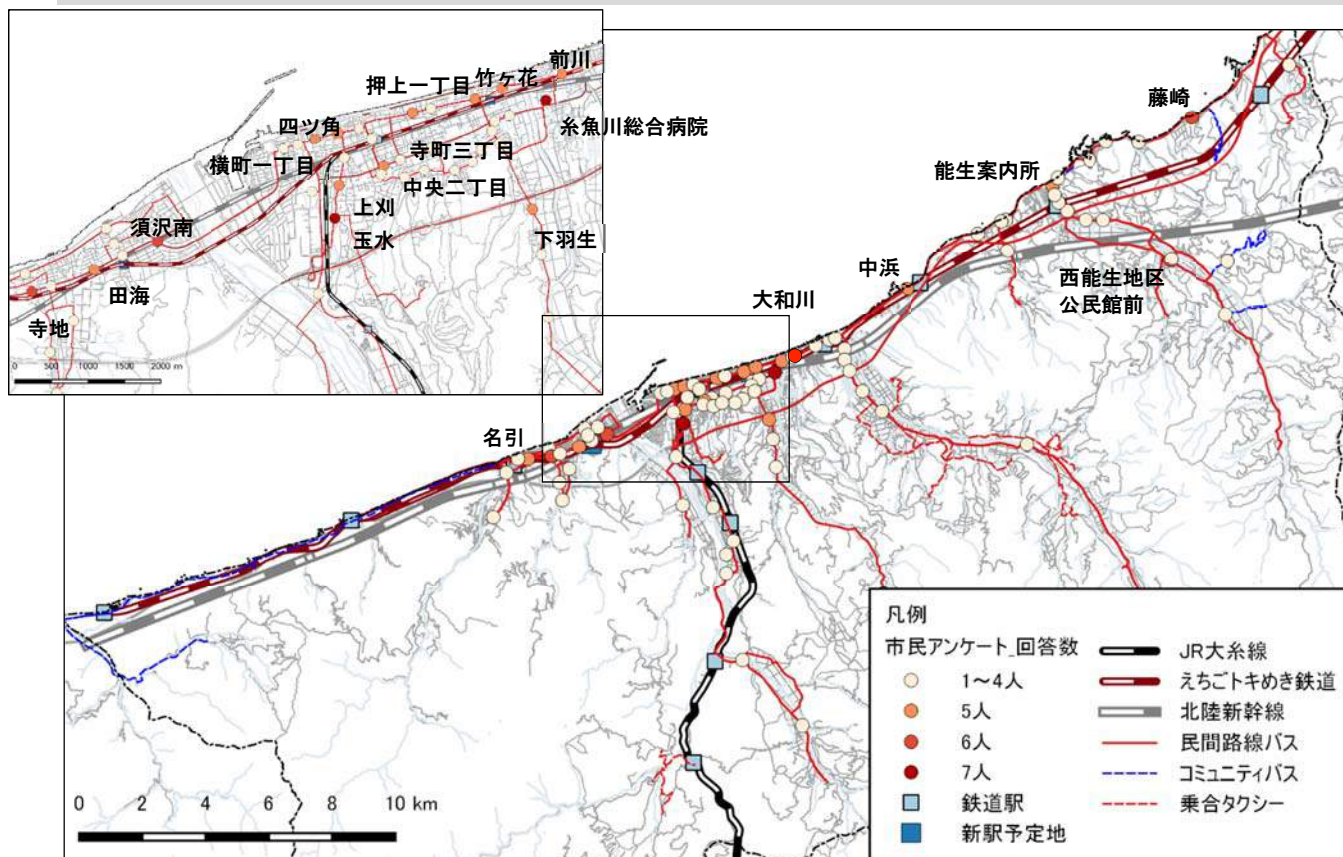 前川
竹ヶ花
押上一丁目
糸魚川総合病院
四ツ角
寺町三丁目
横町一丁目
中央二丁目
上刈
須沢南
玉水
下羽生
田海
寺地
0 500 1000 1500 2000 m
藤崎
能生案内所
中浜
西能生地区
公民館前
大和川
名引
0 2 4 6 8 10 km
凡例
市民アンケート_回答数
1～4人
5人
6人
7人
鉄道駅
新駅予定地
JR大糸線
えちごトキめき鉄道
北陸新幹線
民間路線バス
コミュニティバス
乗合タクシー